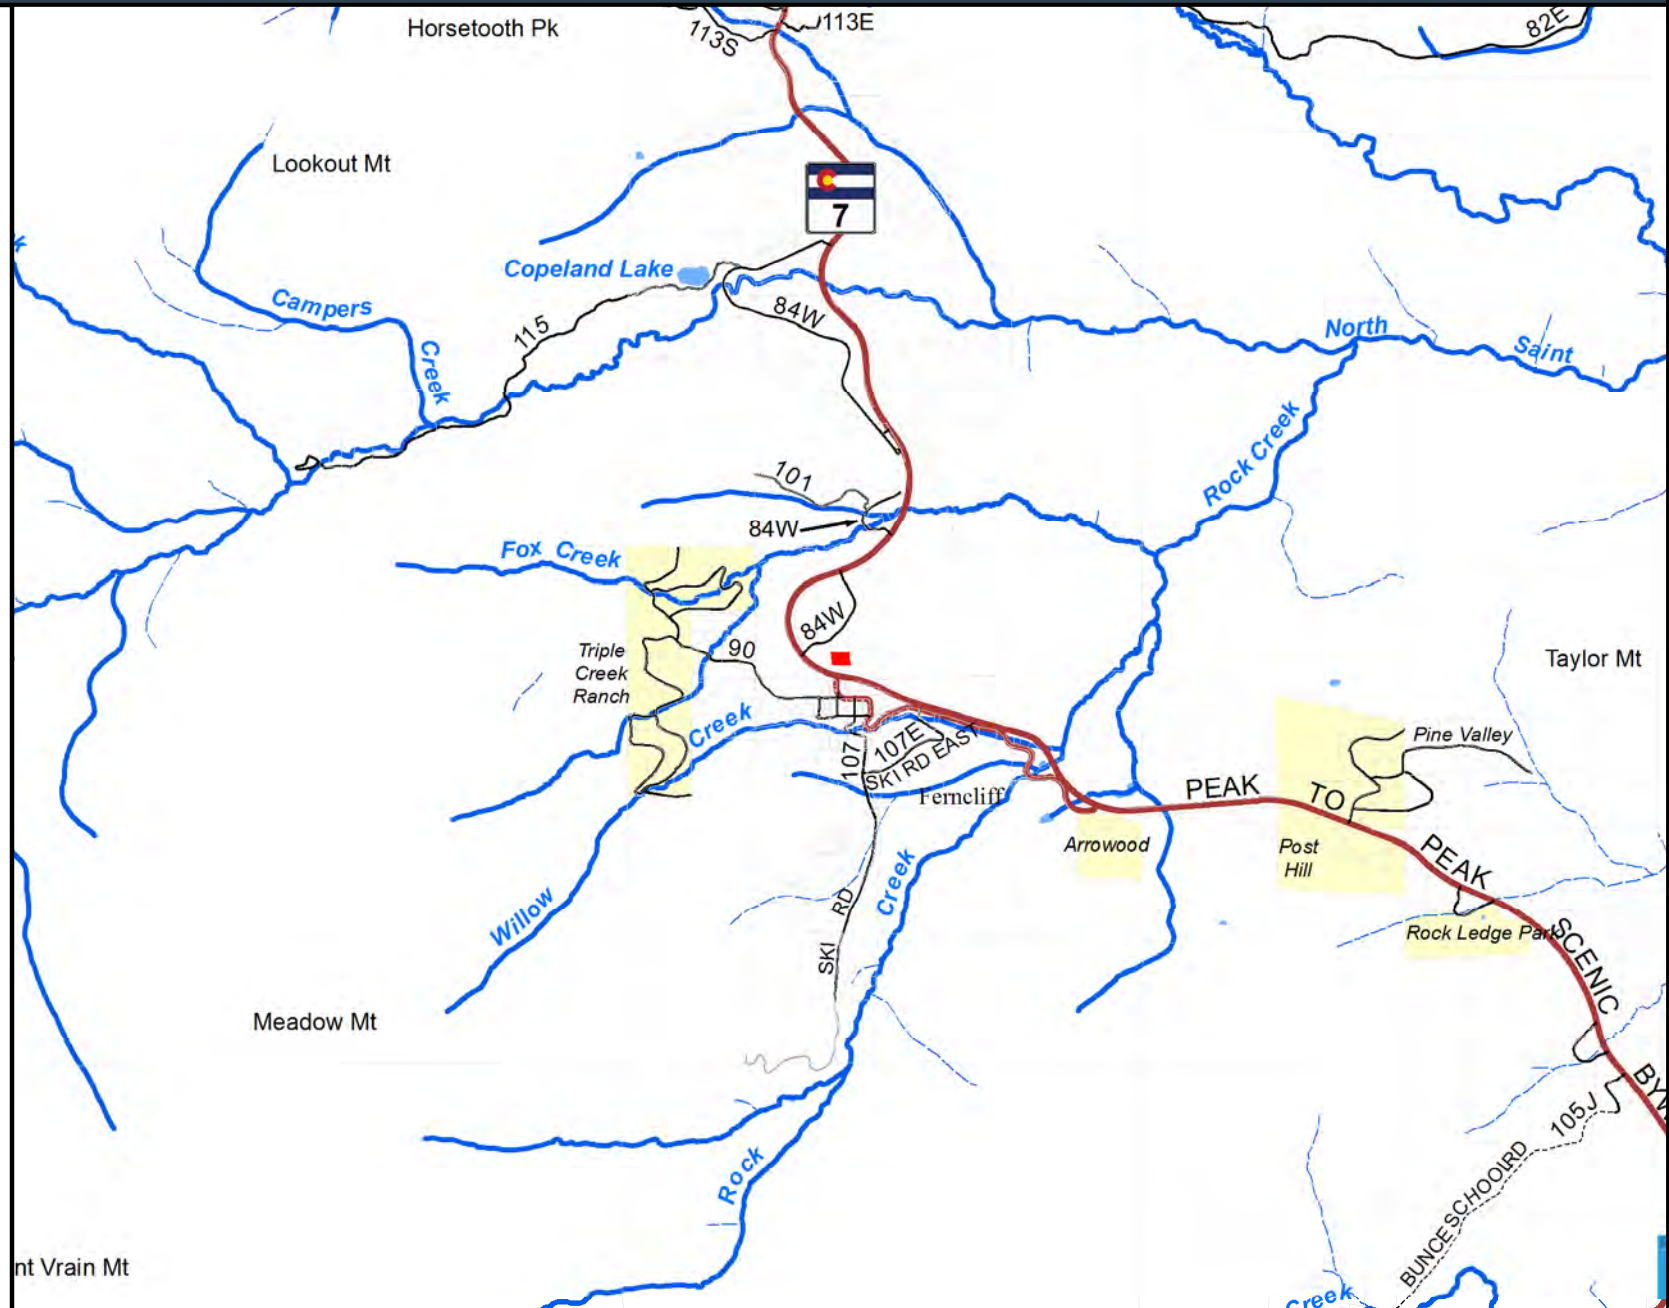 Horsetooth Pk
113S
113E
82E
Lookout Mt
7
Copeland Lake
Campers
Creek
115
84W
North
Saint
Rock Creek
101
84W
Fox Creek
84W
Triple
Creek
Ranch
90
Taylor Mt
Creek
107
107E
SKI RD EAST
Ferncliff
PEAK
TO
Pine Valley
Arrowood
Post
Hill
PEAK
Willow
Creek
SKI RD
Rock Ledge Park
SCENIC
Meadow Mt
BYW
105J
BUNCE SCHOOL RD
Rock
nt Vrain Mt
Creek